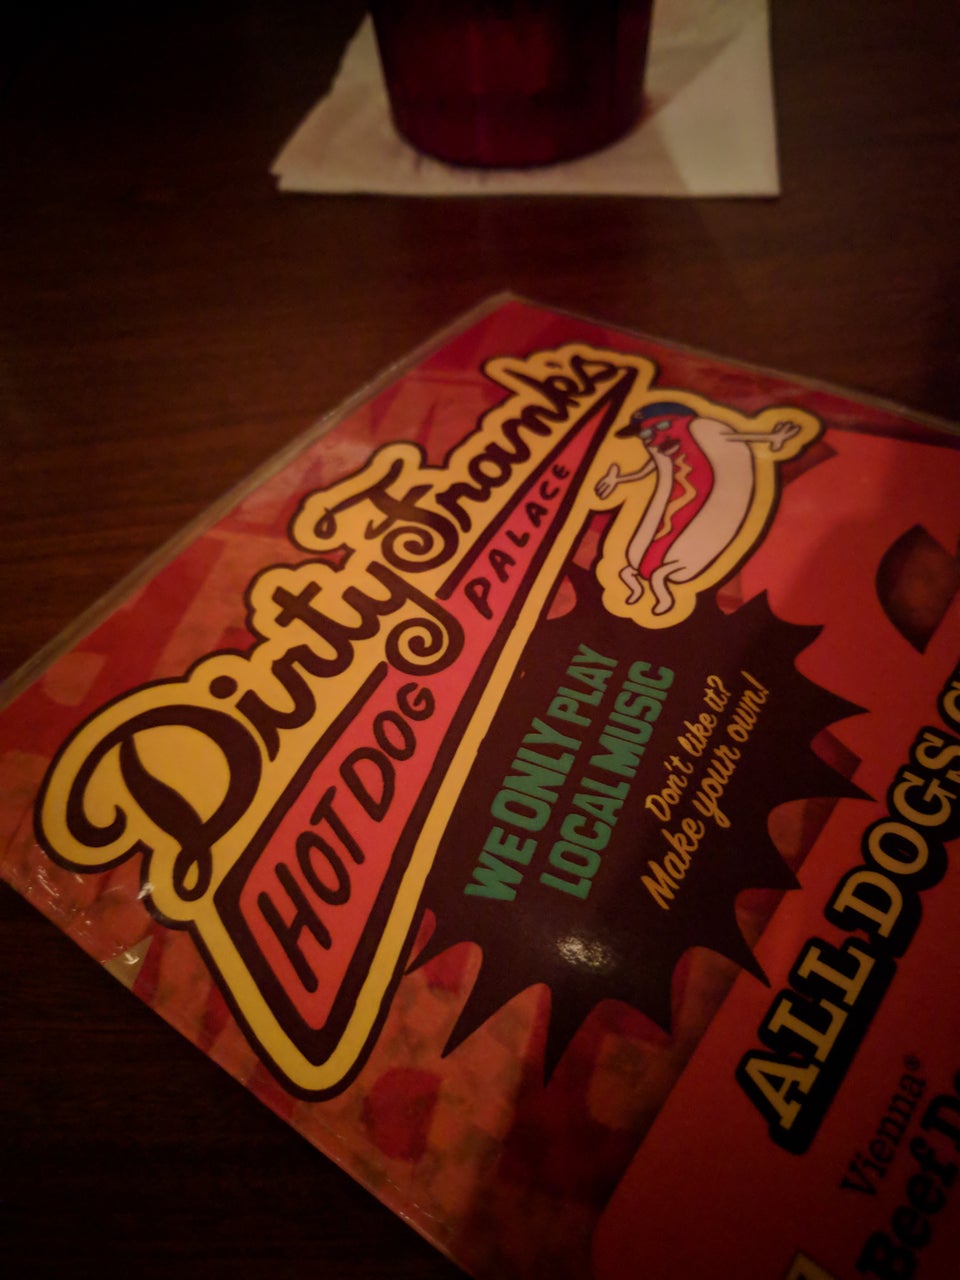 Dirty Frank's
HOT DOG PALACE
WE ONLY PLAY
LOCAL MUSIC
Don't like it?
Make your own!
ALL DOGS
Vienna®
Beef